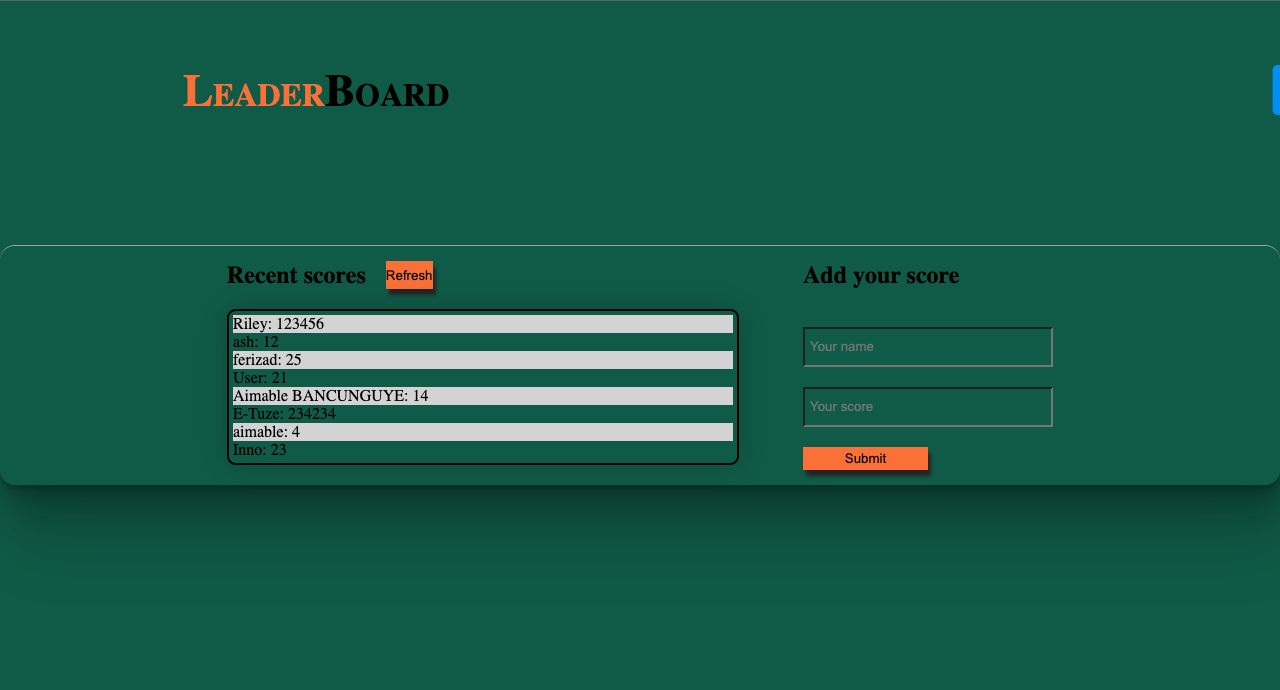 LeaderBoard
Recent scores
Refresh
Riley: 123456
ash: 12
ferizad: 25
User: 21
Aimable BANCUNGUYE: 14
E-Tuze: 234234
aimable: 4
Inno: 23
Add your score
Your name
Your score
Submit